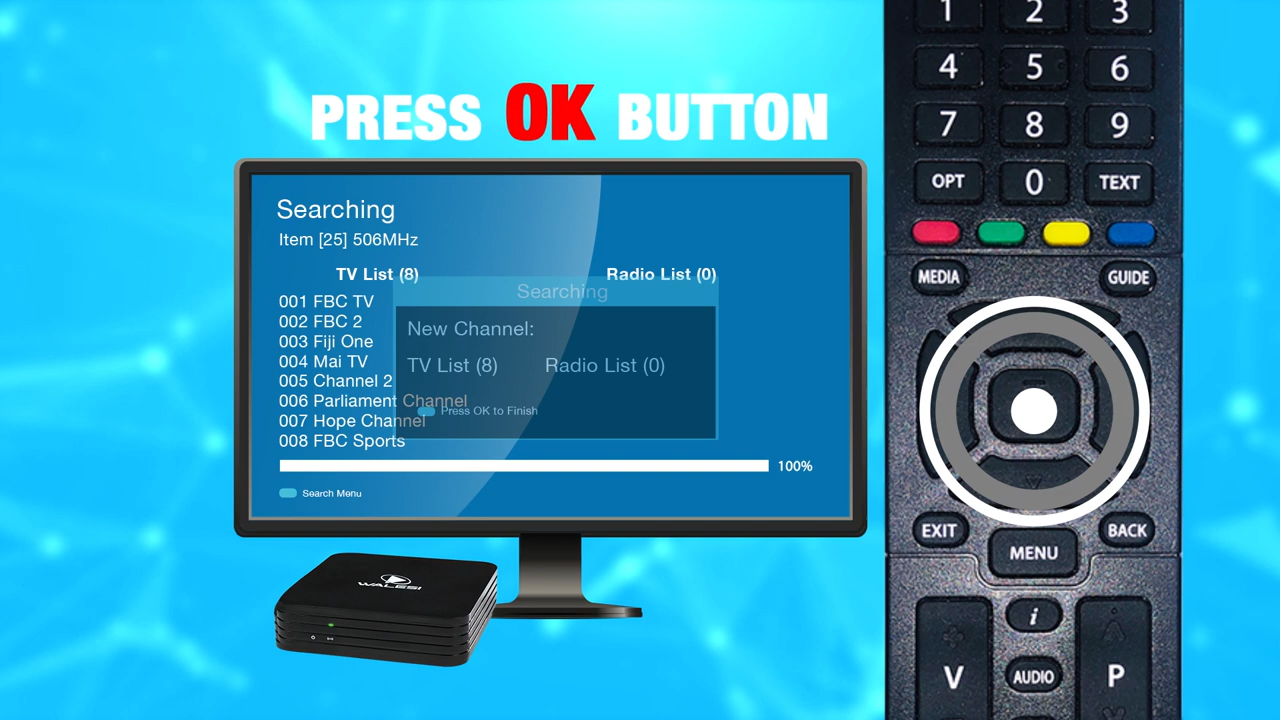 PRESS OK BUTTON
Searching
Item [25] 506MHz
TV List (8) Radio List (0)
001 FBC TV
002 FBC 2
003 Fiji One
004 Mai TV
005 Channel 2
006 Parliament Channel
007 Hope Channel
008 FBC Sports
100%
Search Menu
Searching
New Channel:
TV List (8) Radio List (0)
Press OK to Finish
WALESI
1 2 3
4 5 6
7 8 9
OPT 0 TEXT
MEDIA GUIDE
EXIT BACK
MENU
i
V AUDIO P